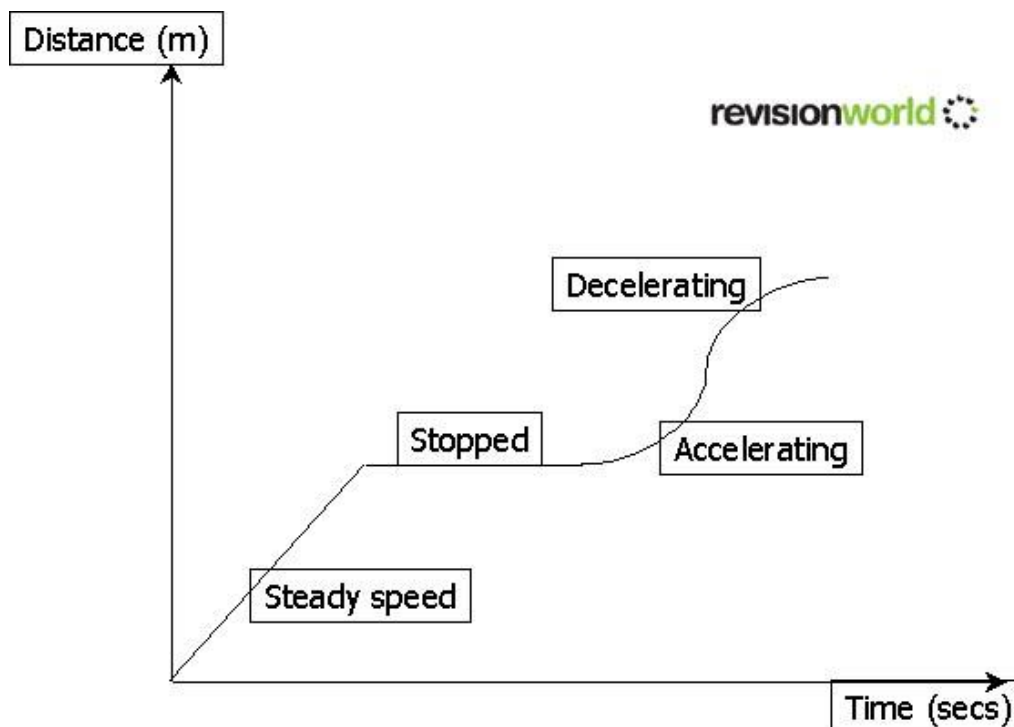 Distance (m)
revisionworld
Decelerating
Stopped
Accelerating
Steady speed
Time (secs)